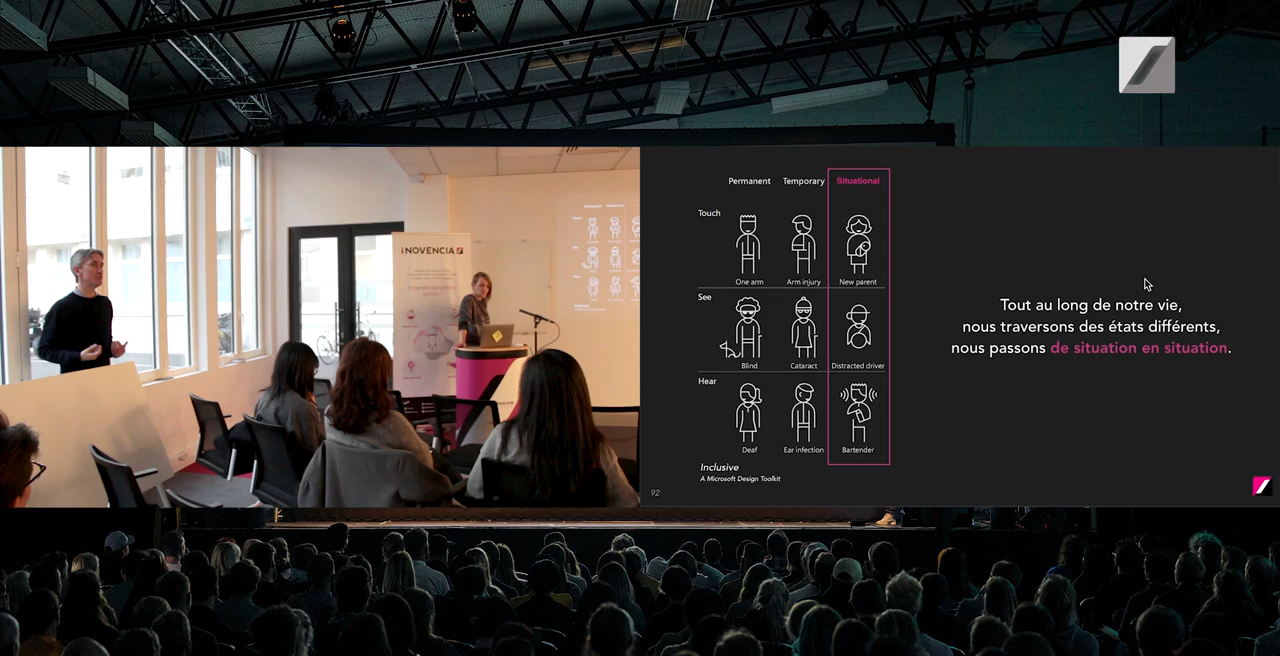 INOVENCIA
Permanent Temporary Situational
Touch
One arm Arm injury New parent
See
Blind Cataract Distracted driver
Hear
Deaf Ear infection Bartender
Inclusive
A Microsoft Design Toolkit
92
Tout au long de notre vie,
nous traversons des états différents,
nous passons de situation en situation.